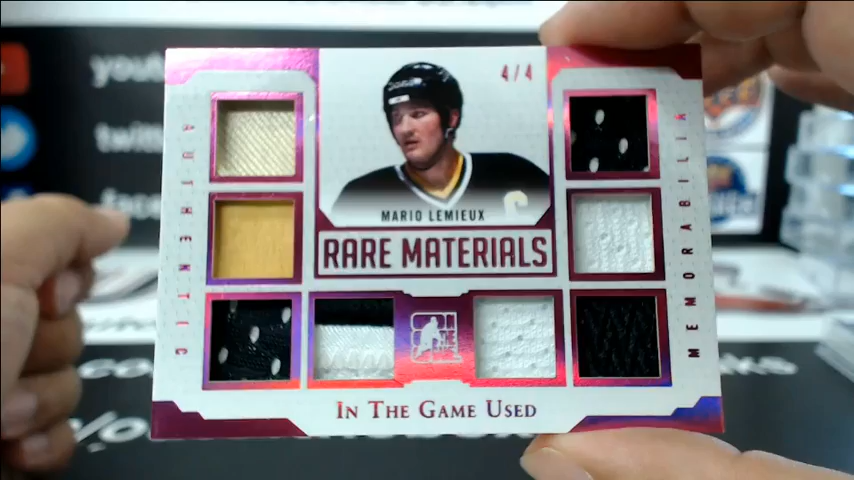 4/4
AUTHENTIC
MEMORABILIA
MARIO LEMIEUX
RARE MATERIALS
IN THE GAME USED